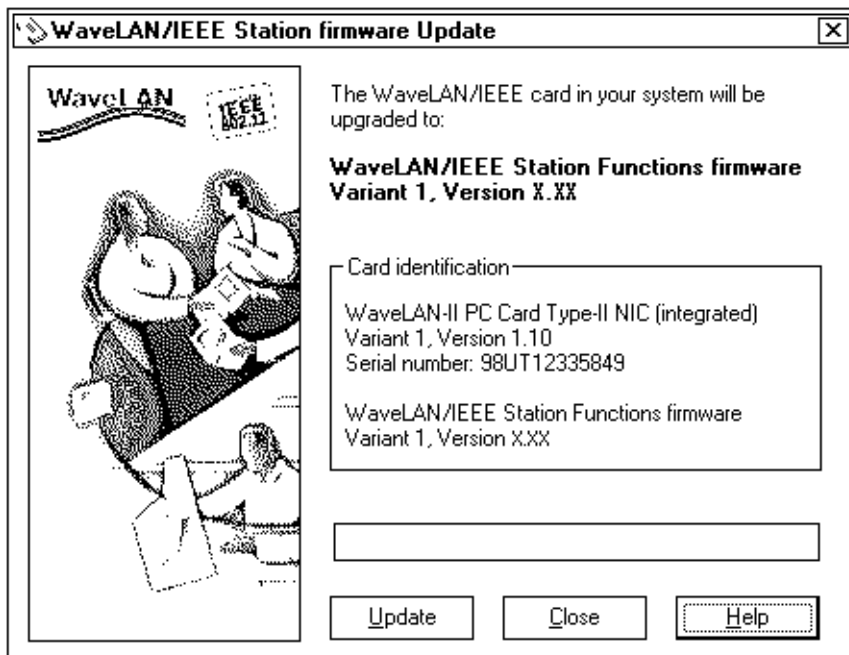 WaveLAN/IEEE Station firmware Update
WaveLAN
IEEE
802.11
The WaveLAN/IEEE card in your system will be
upgraded to:
WaveLAN/IEEE Station Functions firmware
Variant 1, Version X.XX
Card identification
WaveLAN-II PC Card Type-II NIC (integrated)
Variant 1, Version 1.10
Serial number: 98UT12335849
WaveLAN/IEEE Station Functions firmware
Variant 1, Version X.XX
Update
Close
Help